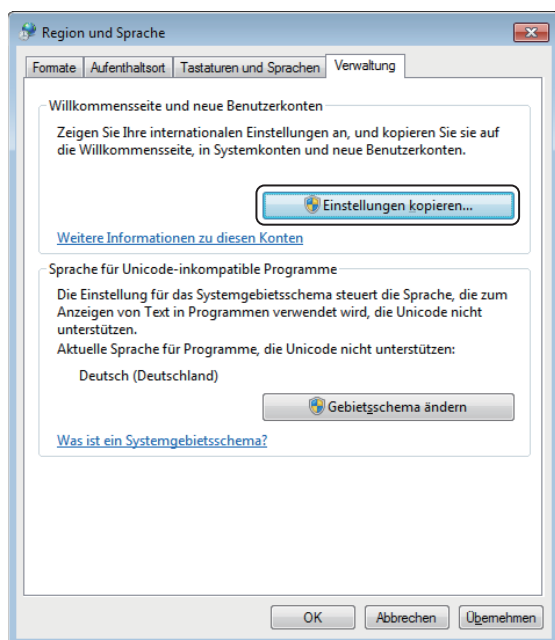 Region und Sprache
Formate Aufenthaltsort Tastaturen und Sprachen Verwaltung
Willkommensseite und neue Benutzerkonten
Zeigen Sie Ihre internationalen Einstellungen an, und kopieren Sie sie auf
die Willkommensseite, in Systemkonten und neue Benutzerkonten.
Einstellungen kopieren...
Weitere Informationen zu diesen Konten
Sprache für Unicode-inkompatible Programme
Die Einstellung für das Systemgebietsschema steuert die Sprache, die zum
Anzeigen von Text in Programmen verwendet wird, die Unicode nicht
unterstützen.
Aktuelle Sprache für Programme, die Unicode nicht unterstützen:
Deutsch (Deutschland)
Gebietsschema ändern
Was ist ein Systemgebietsschema?
OK Abbrechen Übernehmen